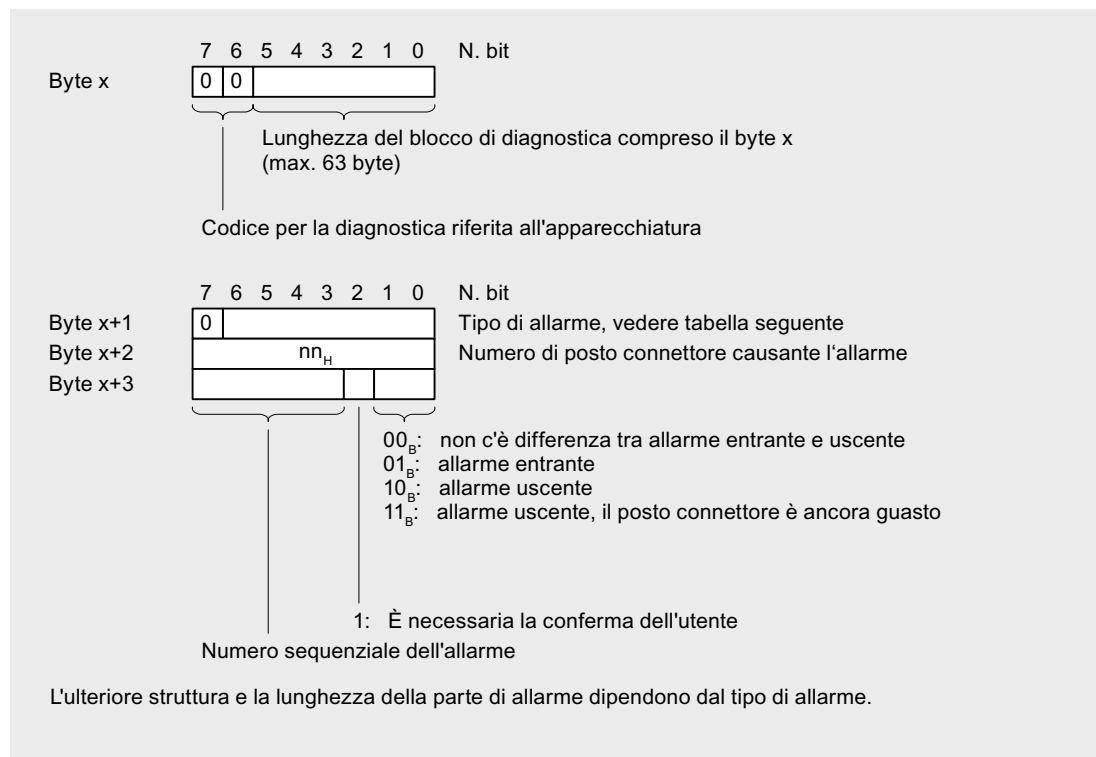 7 6 5 4 3 2 1 0 N. bit
Byte x 0 0
Lunghezza del blocco di diagnostica compreso il byte x
(max. 63 byte)
Codice per la diagnostica riferita all'apparecchiatura
7 6 5 4 3 2 1 0 N. bit
Byte x+1 0 Tipo di allarme, vedere tabella seguente
Byte x+2 nnH Numero di posto connettore causante l‘allarme
Byte x+3
00B: non c'è differenza tra allarme entrante e uscente
01B: allarme entrante
10B: allarme uscente
11B: allarme uscente, il posto connettore è ancora guasto
1: È necessaria la conferma dell'utente
Numero sequenziale dell'allarme
L'ulteriore struttura e la lunghezza della parte di allarme dipendono dal tipo di allarme.